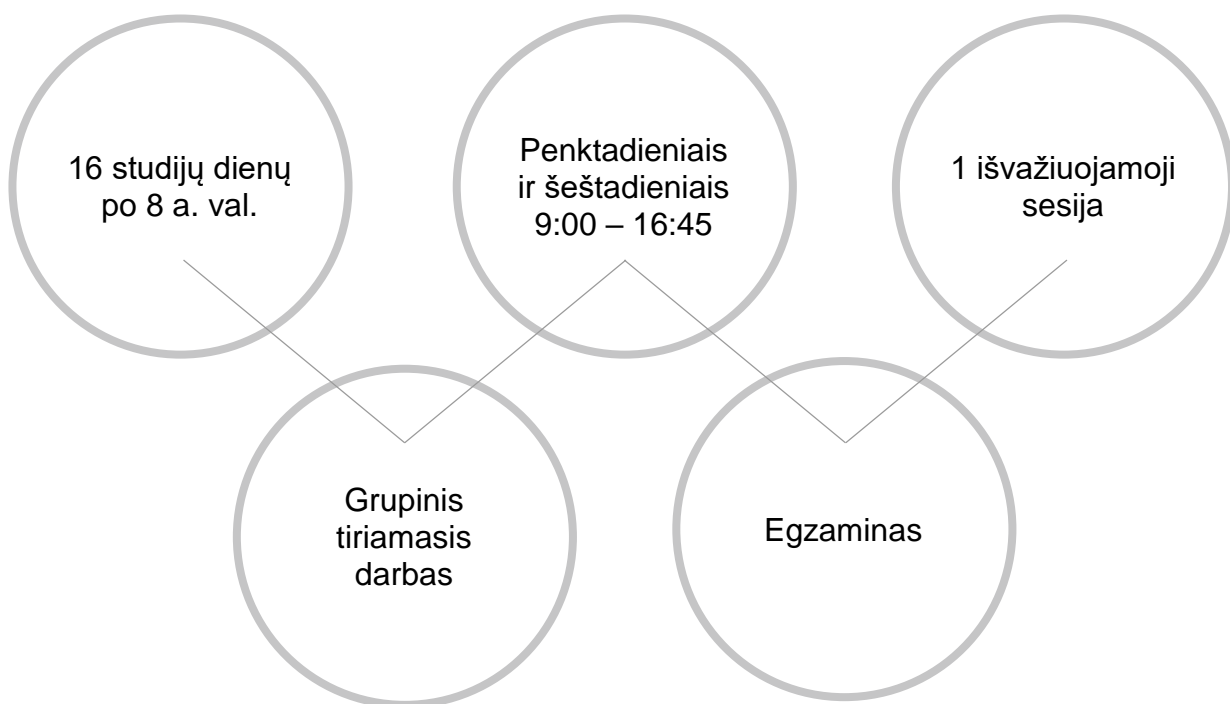 16 studijų dienų
po 8 a. val.
Penktadieniais
ir šeštadieniais
9:00 – 16:45
1 išvažiuojamoji
sesija
Grupinis
tiriamasis
darbas
Egzaminas